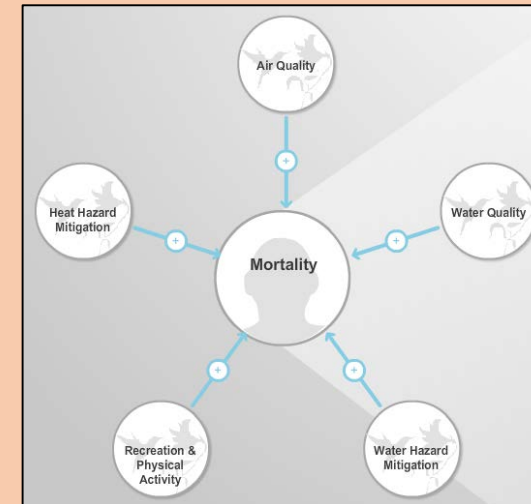 Air Quality
+
Heat Hazard
Mitigation
+
Water Quality
+
Mortality
+
Recreation &
Physical
Activity
+
Water Hazard
Mitigation